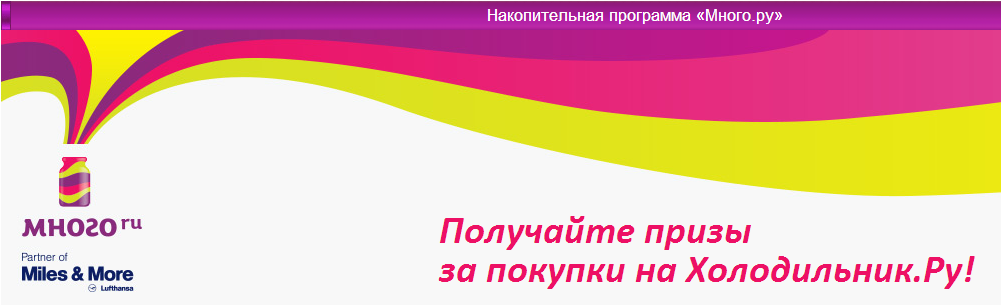 Накопительная программа «Много.ру»
много ru
Partner of
Miles & More
Lufthansa
Получайте призы
за покупки на Холодильник.Ру!